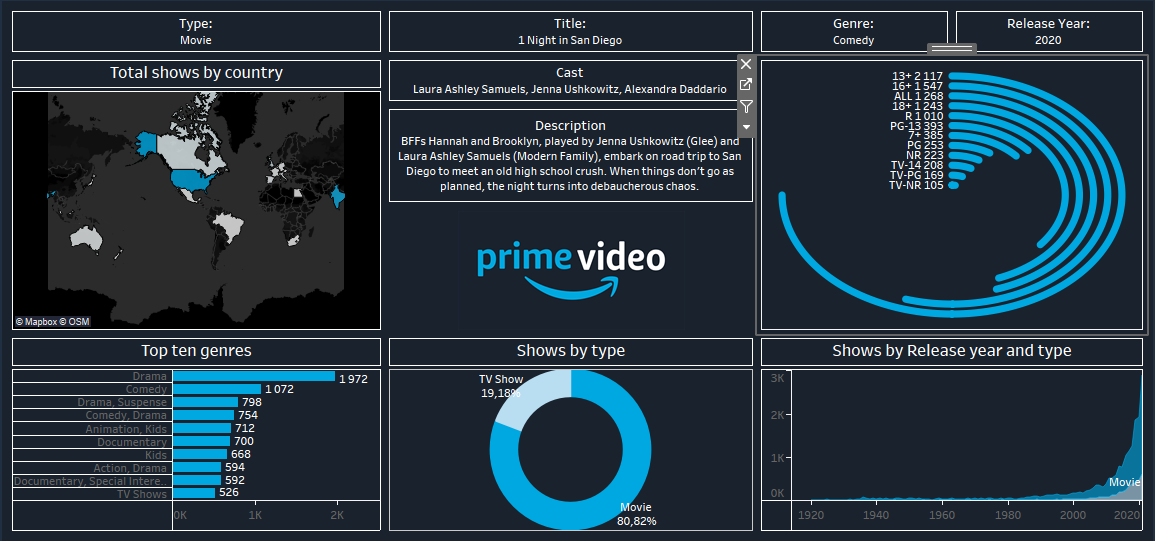 Type:
Movie
Title:
1 Night in San Diego
Genre:
Comedy
Release Year:
2020
Total shows by country
© Mapbox © OSM
Cast
Laura Ashley Samuels, Jenna Ushkowitz, Alexandra Daddario
Description
BFFs Hannah and Brooklyn, played by Jenna Ushkowitz (Glee) and
Laura Ashley Samuels (Modern Family), embark on road trip to San
Diego to meet an old high school crush. When things don't go as
planned, the night turns into debaucherous chaos.
prime video
13+ 2 117
16+ 1 547
ALL 1 268
18+ 1 243
R 1 010
PG-13 393
7+ 385
PG 253
NR 223
TV-14 208
TV-PG 169
TV-NR 105
Top ten genres
Drama 1 972
Comedy 1 072
Drama, Suspense 798
Comedy, Drama 754
Animation, Kids 712
Documentary 700
Kids 668
Action, Drama 594
Documentary, Special Intere.. 592
TV Shows 526
0K 1K 2K
Shows by type
TV Show
19,18%
Movie
80,82%
Shows by Release year and type
3K
2K
1K
0K
Movie
1920 1940 1960 1980 2000 2020